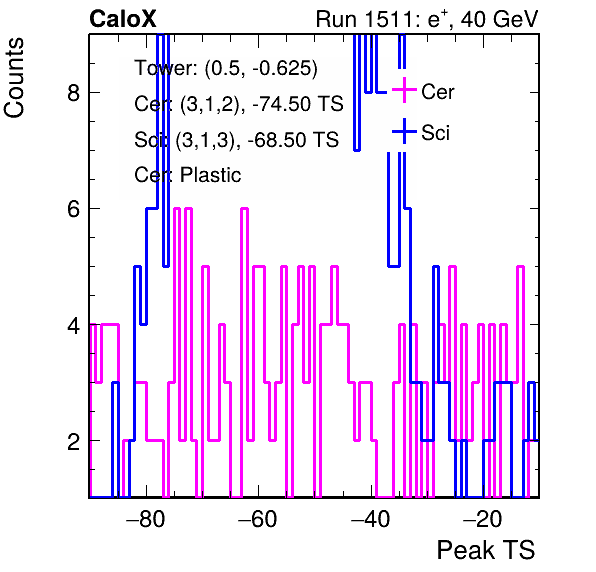 CaloX Run 1511: e⁺, 40 GeV
Counts
Tower: (0.5, -0.625)
Cer: (3,1,2), -74.50 TS
Sci: (3,1,3), -68.50 TS
Cer: Plastic
Cer
Sci
8
6
4
2
−80 −60 −40 −20
Peak TS